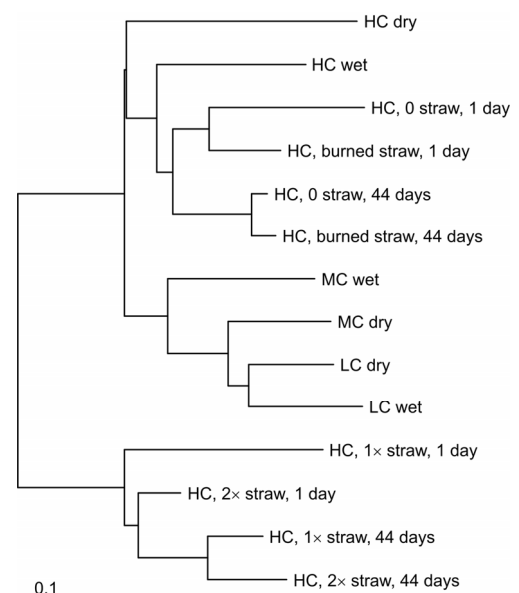 HC dry
HC wet
HC, 0 straw, 1 day
HC, burned straw, 1 day
HC, 0 straw, 44 days
HC, burned straw, 44 days
MC wet
MC dry
LC dry
LC wet
HC, 1× straw, 1 day
HC, 2× straw, 1 day
HC, 1× straw, 44 days
HC, 2× straw, 44 days
0.1